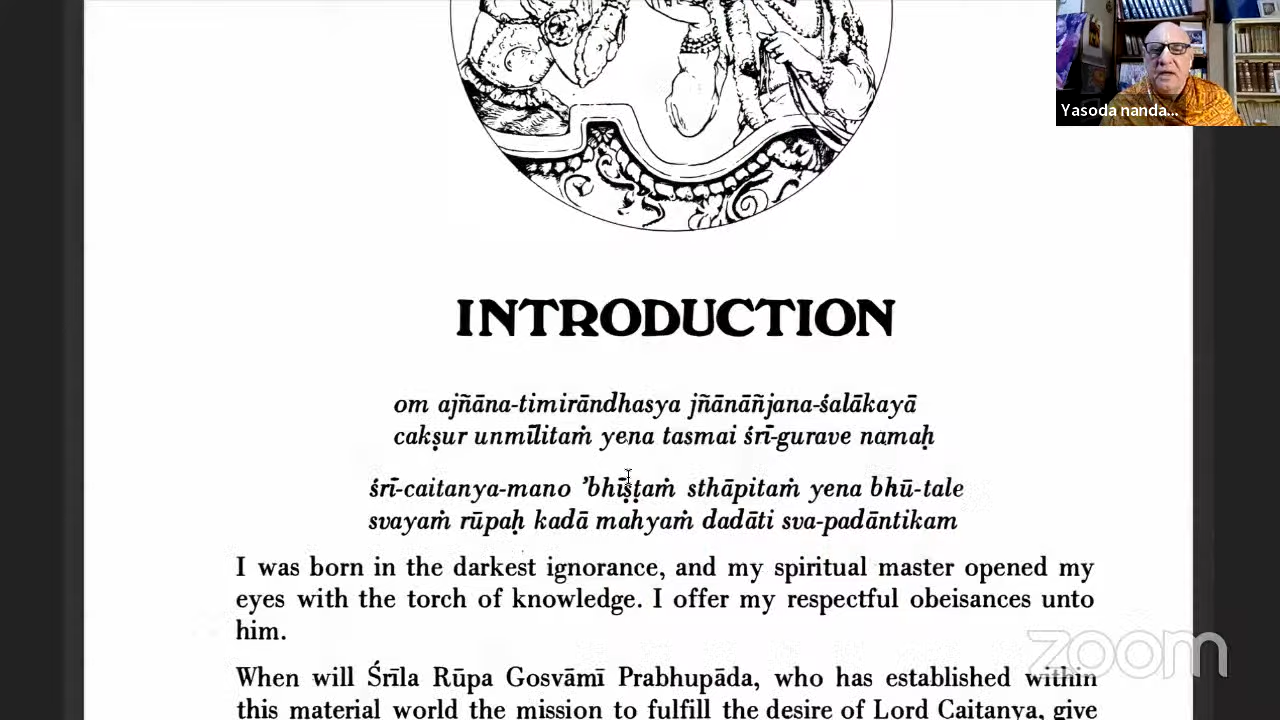 Yasoda nanda...
INTRODUCTION
om ajñāna-timirāndhasya jñānāñjana-śalākayā
cakṣur unmīlitaṁ yena tasmai śrī-gurave namaḥ
śrī-caitanya-mano 'bhīṣṭaṁ sthāpitaṁ yena bhū-tale
svayaṁ rūpaḥ kadā mahyaṁ dadāti sva-padāntikam
I was born in the darkest ignorance, and my spiritual master opened my
eyes with the torch of knowledge. I offer my respectful obeisances unto
him.
When will Śrīla Rūpa Gosvāmī Prabhupāda, who has established within
this material world the mission to fulfill the desire of Lord Caitanya, give
zoom